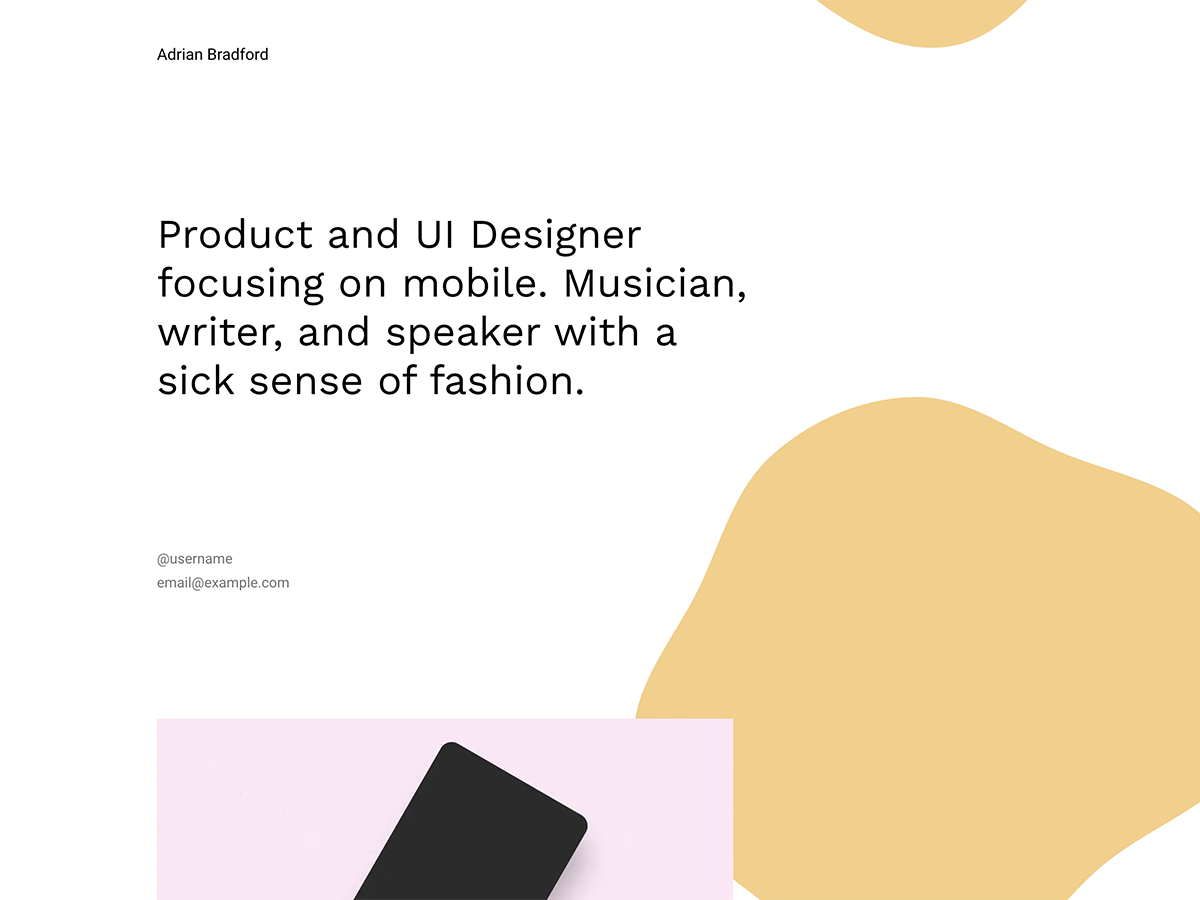 Adrian Bradford
Product and UI Designer
focusing on mobile. Musician,
writer, and speaker with a
sick sense of fashion.
@username
email@example.com